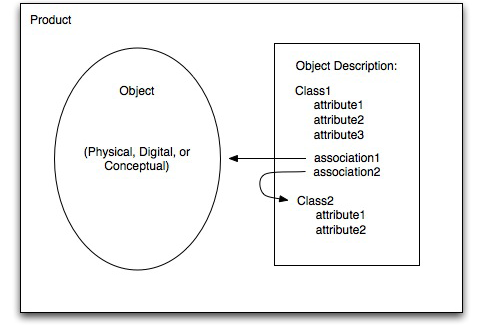 Product
Object
(Physical, Digital, or
Conceptual)
Object Description:
Class1
attribute1
attribute2
attribute3
association1
association2
Class2
attribute1
attribute2